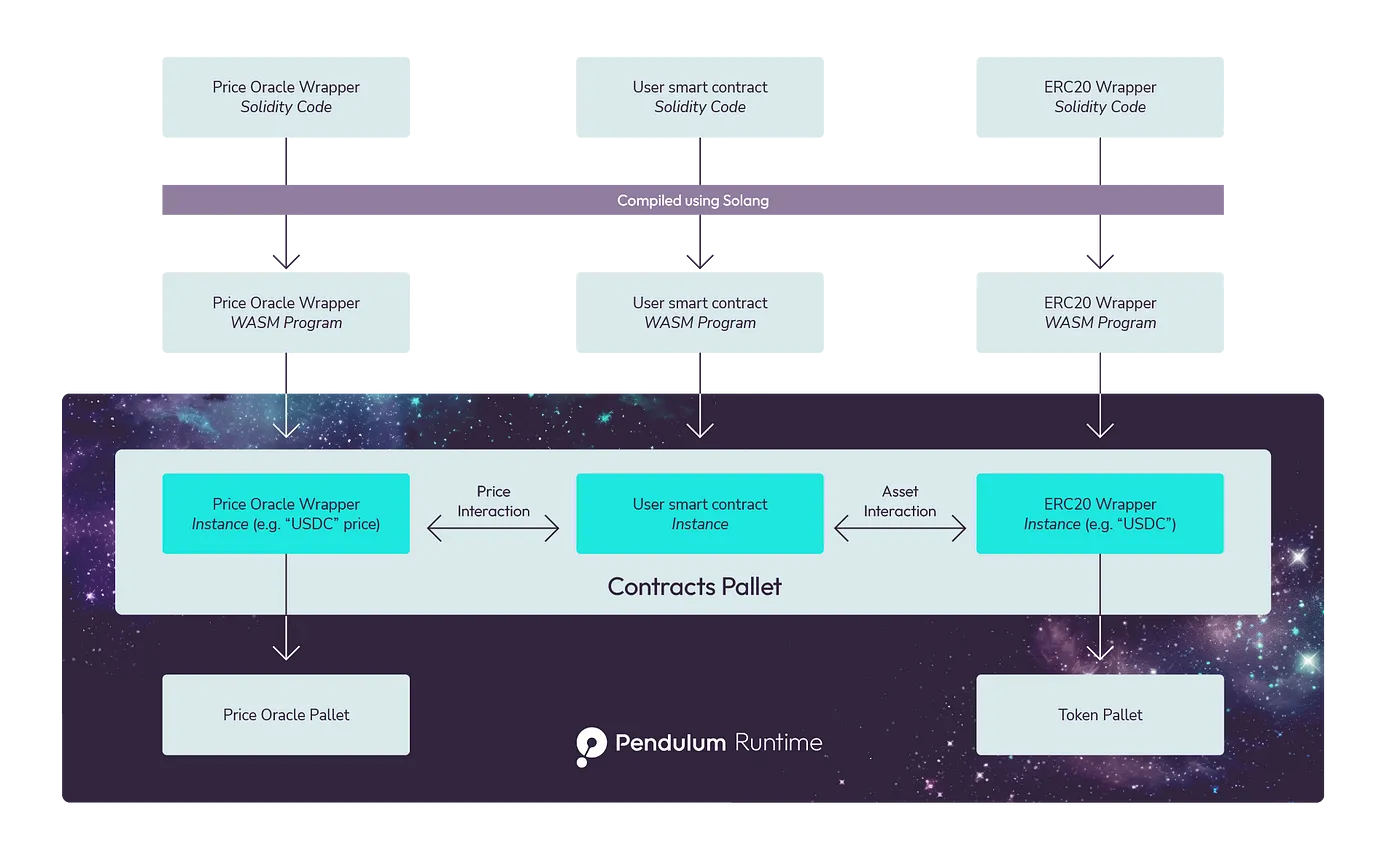 Price Oracle Wrapper
Solidity Code
User smart contract
Solidity Code
ERC20 Wrapper
Solidity Code
Compiled using Solang
Price Oracle Wrapper
WASM Program
User smart contract
WASM Program
ERC20 Wrapper
WASM Program
Price Oracle Wrapper
Instance (e.g. “USDC” price)
Price
Interaction
User smart contract
Instance
Asset
Interaction
ERC20 Wrapper
Instance (e.g. “USDC”)
Contracts Pallet
Price Oracle Pallet
Pendulum Runtime
Token Pallet